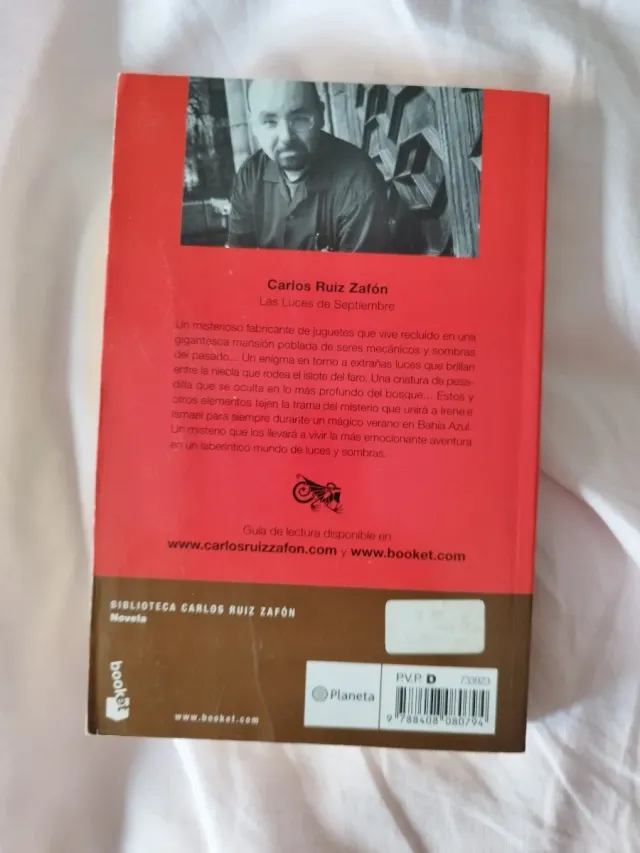 Carlos Ruiz Zafón
Las Luces de Septiembre
Un misterioso fabricante de juguetes que vive recluido en una
gigantesca mansión poblada de seres mecánicos y sombras
del pasado... Un enigma en torno a extrañas luces que brillan
entre la niebla que rodea el islote del faro. Una criatura de pesa-
dilla que se oculta en lo más profundo del bosque... Estos y
otros elementos tejen la trama del misterio que unirá a Irene e
Ismael para siempre durante un mágico verano en Bahía Azul.
Un misterio que los llevará a vivir la más emocionante aventura
en un laberíntico mundo de luces y sombras.
Guía de lectura disponible en
www.carlosruizzafon.com y www.booket.com
BIBLIOTECA CARLOS RUIZ ZAFÓN
Novela
booket
www.booket.com
Planeta
P.V.P. D 733923
9 788408 080794